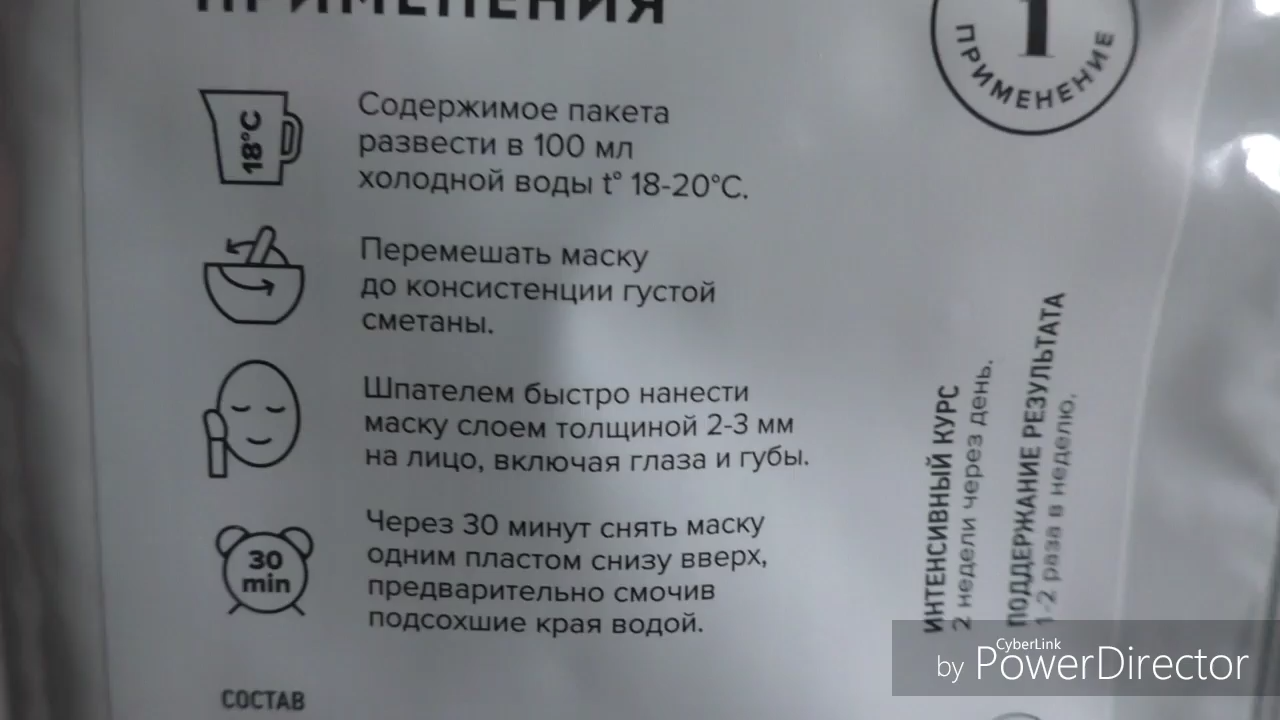 ПРИМЕНЕНИЯ
1
ПРИМЕНЕНИЕ
18°C
Содержимое пакета
развести в 100 мл
холодной воды t° 18-20°C.
Перемешать маску
до консистенции густой
сметаны.
Шпателем быстро нанести
маску слоем толщиной 2-3 мм
на лицо, включая глаза и губы.
30
min
Через 30 минут снять маску
одним пластом снизу вверх,
предварительно смочив
подсохшие края водой.
ИНТЕНСИВНЫЙ КУРС
2 недели через день.
ПОДДЕРЖАНИЕ РЕЗУЛЬТАТА
1-2 раза в неделю.
СОСТАВ
CyberLink
by PowerDirector